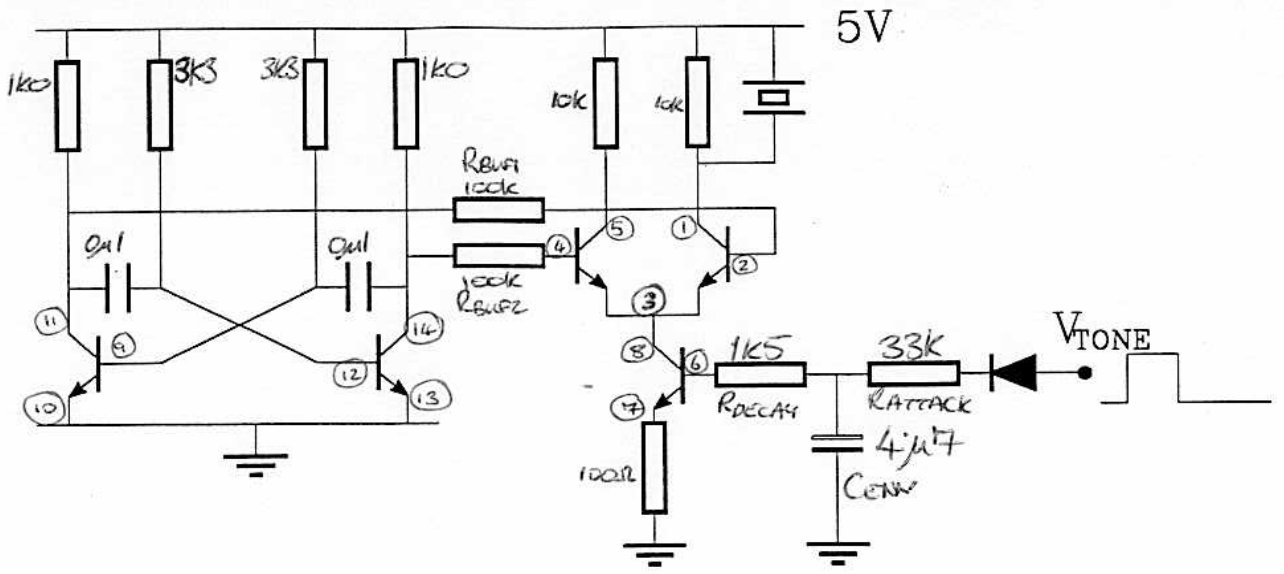 5V
1K0
3K3
3K3
1K0
10K
10K
RBUF1
100K
0µ1
0µ1
4
5
1
2
100K
RBUF2
3
11
9
14
8
1K5
33K
VTONE
12
6
10
13
7
RDECAY
RATTACK
100Ω
4µ7
CENV